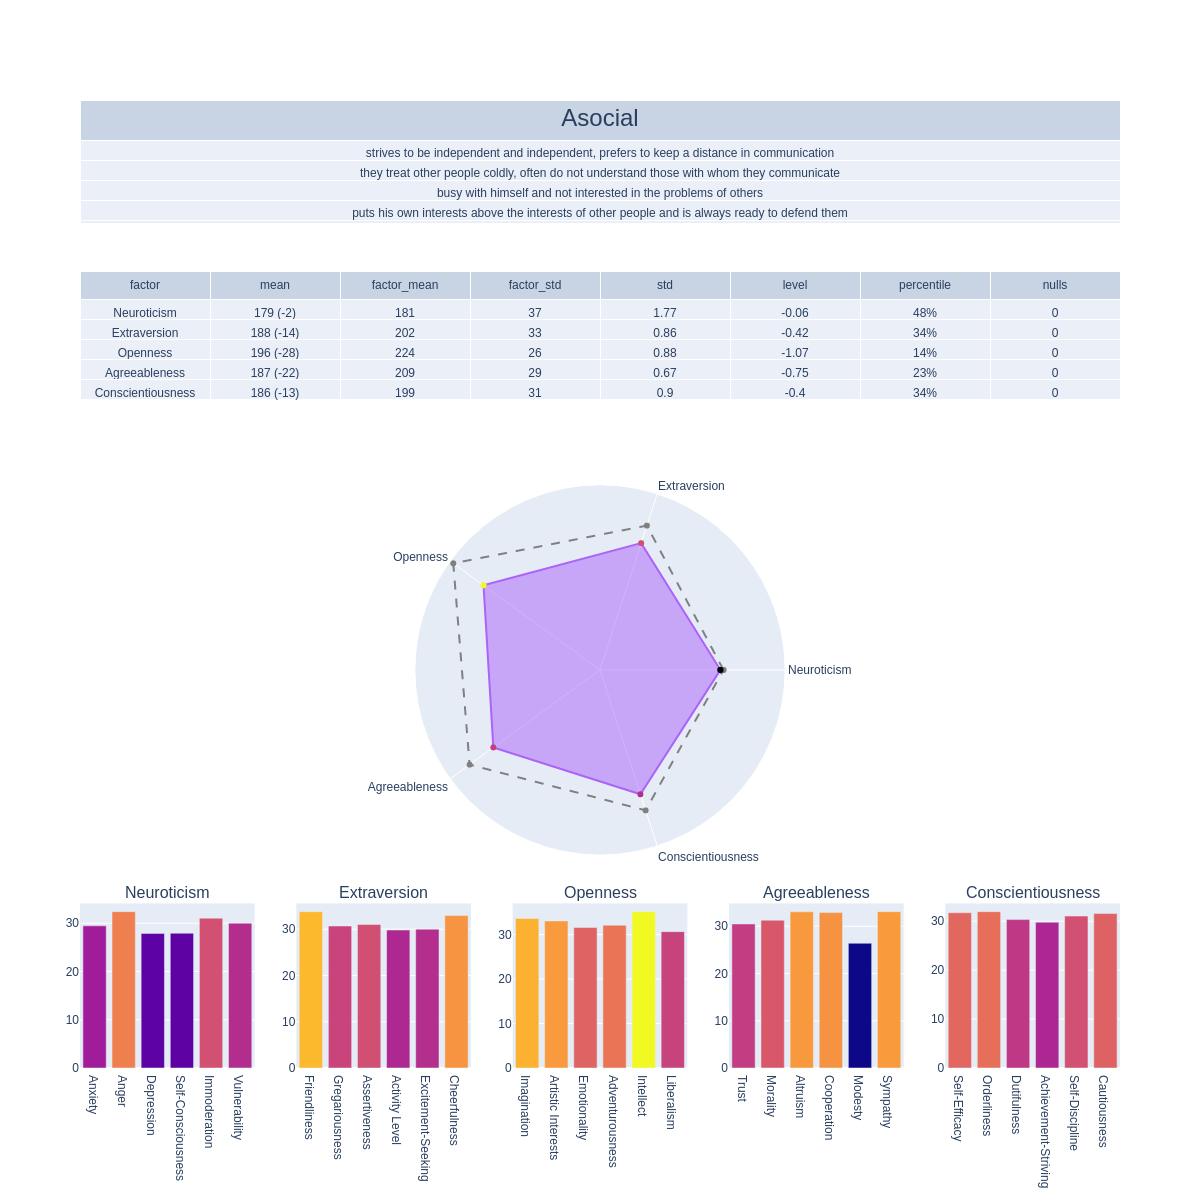 Asocial
strives to be independent and independent, prefers to keep a distance in communication
they treat other people coldly, often do not understand those with whom they communicate
busy with himself and not interested in the problems of others
puts his own interests above the interests of other people and is always ready to defend them
factor mean factor_mean factor_std std level percentile nulls
Neuroticism 179 (-2) 181 37 1.77 -0.06 48% 0
Extraversion 188 (-14) 202 33 0.86 -0.42 34% 0
Openness 196 (-28) 224 26 0.88 -1.07 14% 0
Agreeableness 187 (-22) 209 29 0.67 -0.75 23% 0
Conscientiousness 186 (-13) 199 31 0.9 -0.4 34% 0
Extraversion
Openness
Neuroticism
Agreeableness
Conscientiousness
Neuroticism
30
20
10
0
Anxiety
Anger
Depression
Self-Consciousness
Immoderation
Vulnerability
Extraversion
30
20
10
0
Friendliness
Gregariousness
Assertiveness
Activity Level
Excitement-Seeking
Cheerfulness
Openness
30
20
10
0
Imagination
Artistic Interests
Emotionality
Adventurousness
Intellect
Liberalism
Agreeableness
30
20
10
0
Trust
Morality
Altruism
Cooperation
Modesty
Sympathy
Conscientiousness
30
20
10
0
Self-Efficacy
Orderliness
Dutifulness
Achievement-Striving
Self-Discipline
Cautiousness